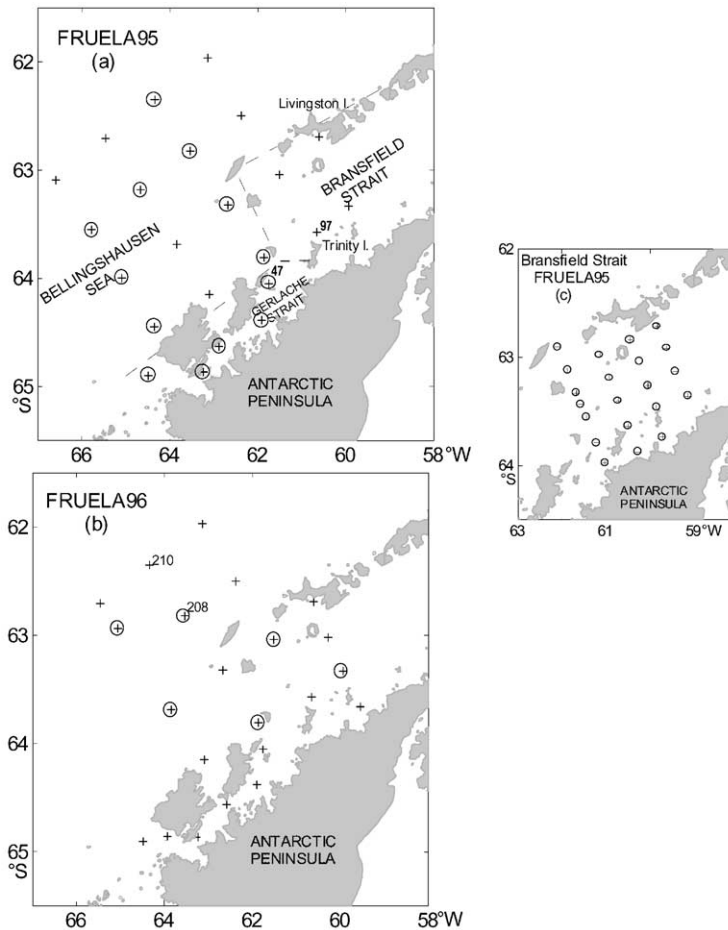 FRUELA95
(a)
62
63
64
65
°S
66
64
62
60
58°W
Livingston I.
BRANSFIELD
STRAIT
97
Trinity I.
47
GERLACHE
STRAIT
BELLINGSHAUSEN
SEA
ANTARCTIC
PENINSULA
FRUELA96
(b)
62
63
64
65
°S
66
64
62
60
58°W
210
208
ANTARCTIC
PENINSULA
Bransfield Strait
FRUELA95
(c)
62
63
64
°S
63
61
59°W
ANTARCTIC
PENINSULA